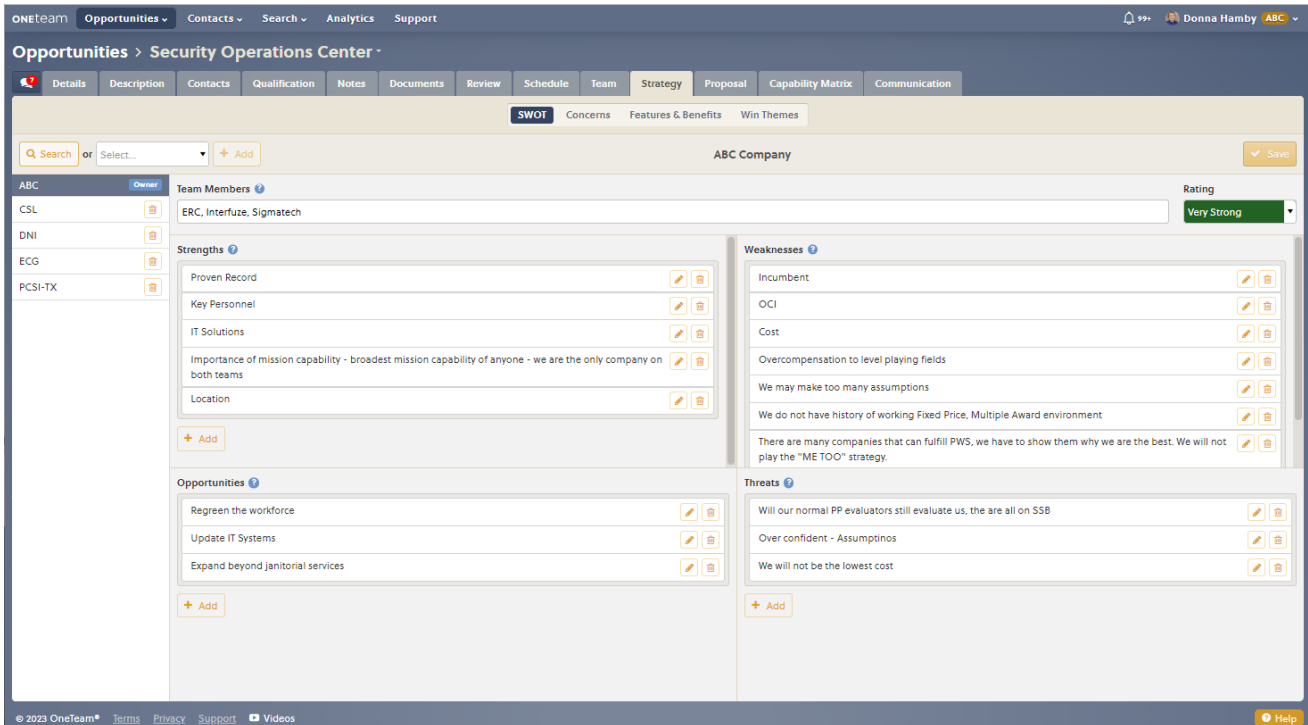 ONEteam Opportunities Contacts Search Analytics Support 99+ Donna Hamby ABC
Opportunities > Security Operations Center
7 Details Description Contacts Qualification Notes Documents Review Schedule Team Strategy Proposal Capability Matrix Communication
SWOT Concerns Features & Benefits Win Themes
Search or Select... + Add ABC Company Save
ABC Owner
CSL
DNI
ECG
PCSI-TX
Team Members ?
Rating
ERC, Interfuze, Sigmatech
Very Strong
Strengths ?
Proven Record
Key Personnel
IT Solutions
Importance of mission capability - broadest mission capability of anyone - we are the only company on
both teams
Location
+ Add
Weaknesses ?
Incumbent
OCI
Cost
Overcompensation to level playing fields
We may make too many assumptions
We do not have history of working Fixed Price, Multiple Award environment
There are many companies that can fulfill PWS, we have to show them why we are the best. We will not
play the "ME TOO" strategy.
Opportunities ?
Regreen the workforce
Update IT Systems
Expand beyond janitorial services
+ Add
Threats ?
Will our normal PP evaluators still evaluate us, the are all on SSB
Over confident - Assumptinos
We will not be the lowest cost
+ Add
© 2023 OneTeam® Terms Privacy Support Videos ? Help